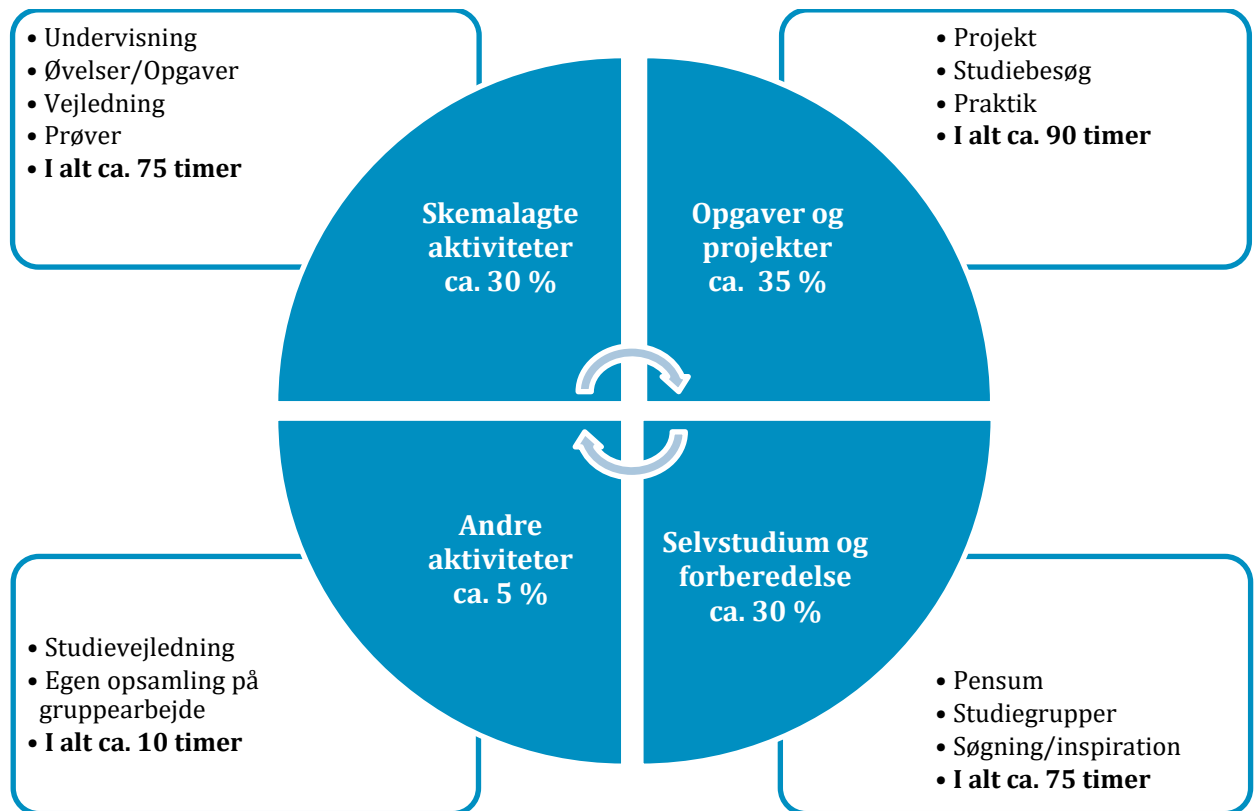 • Undervisning
• Øvelser/Opgaver
• Vejledning
• Prøver
• I alt ca. 75 timer
• Projekt
• Studiebesøg
• Praktik
• I alt ca. 90 timer
Skemalagte
aktiviteter
ca. 30 %
Opgaver og
projekter
ca. 35 %
Andre
aktiviteter
ca. 5 %
Selvstudium og
forberedelse
ca. 30 %
• Studievejledning
• Egen opsamling på
gruppearbejde
• I alt ca. 10 timer
• Pensum
• Studiegrupper
• Søgning/inspiration
• I alt ca. 75 timer